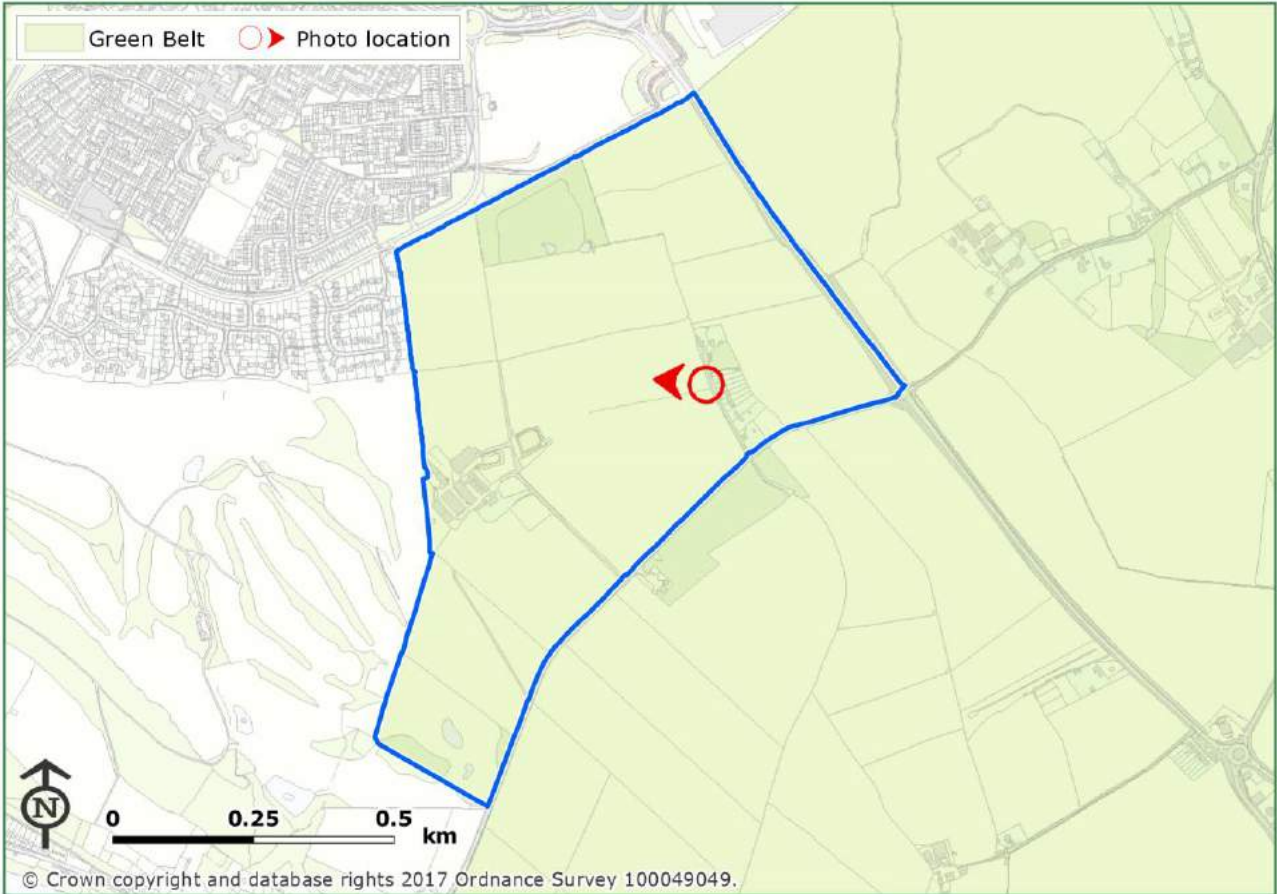 Green Belt Photo location
N
0 0.25 0.5
km
© Crown copyright and database rights 2017 Ordnance Survey 100049049.